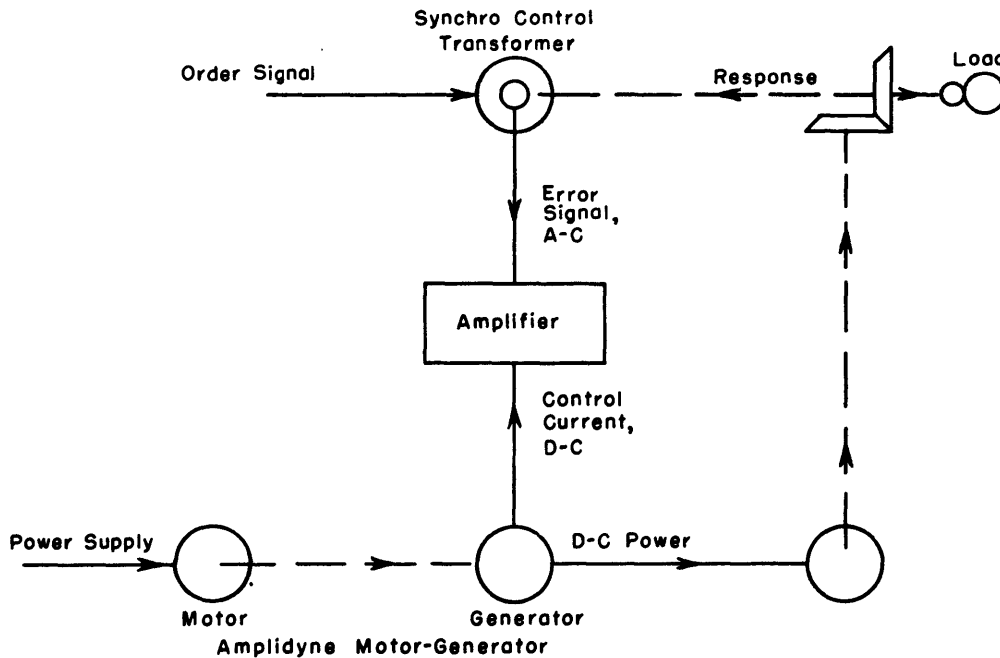 Synchro Control
Transformer
Order Signal
Response
Load
Error
Signal,
A-C
Amplifier
Control
Current,
D-C
Power Supply
D-C Power
Motor
Generator
Amplidyne Motor-Generator